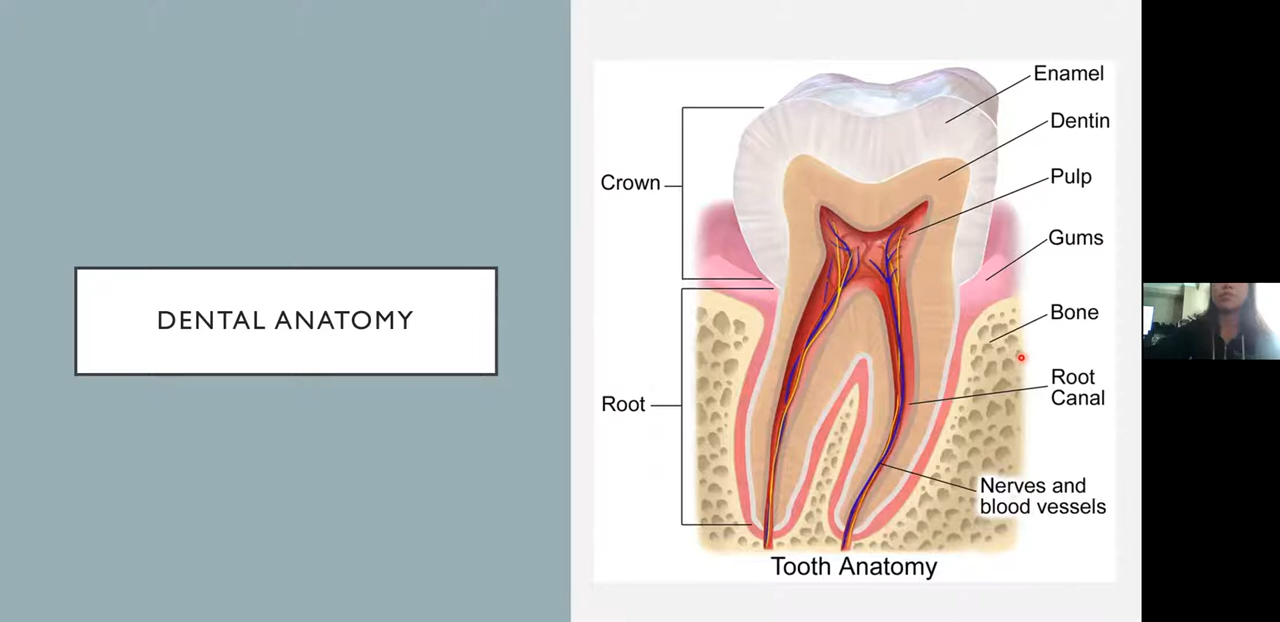 DENTAL ANATOMY
Enamel
Dentin
Pulp
Gums
Bone
Root
Canal
Nerves and
blood vessels
Crown
Root
Tooth Anatomy